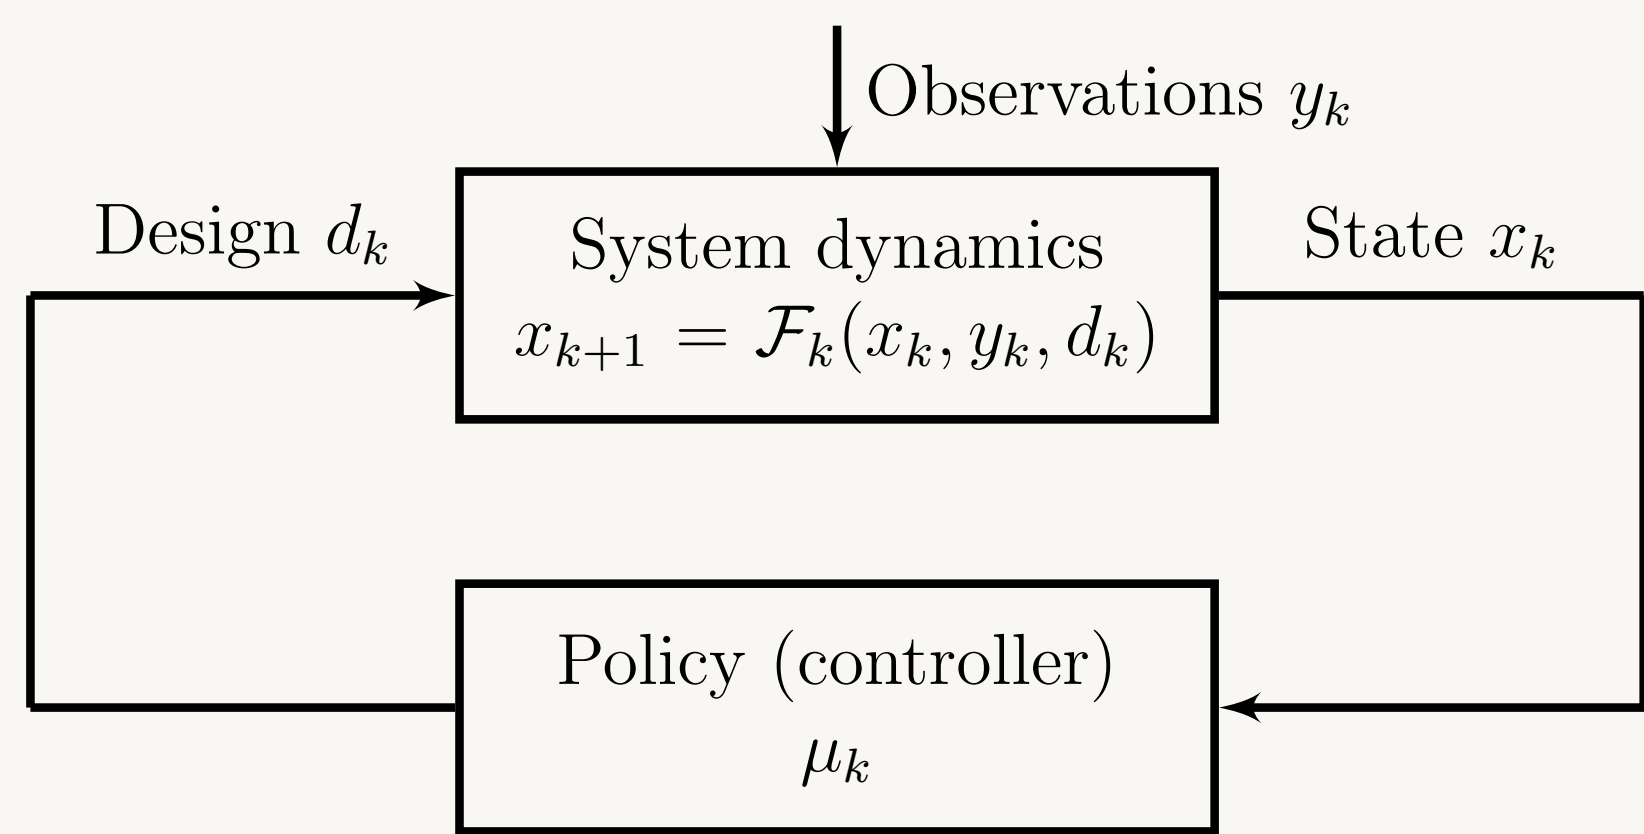 Observations $y_k$
Design $d_k$
System dynamics
$x_{k+1} = \mathcal{F}_k(x_k, y_k, d_k)$
State $x_k$
Policy (controller)
$\mu_k$